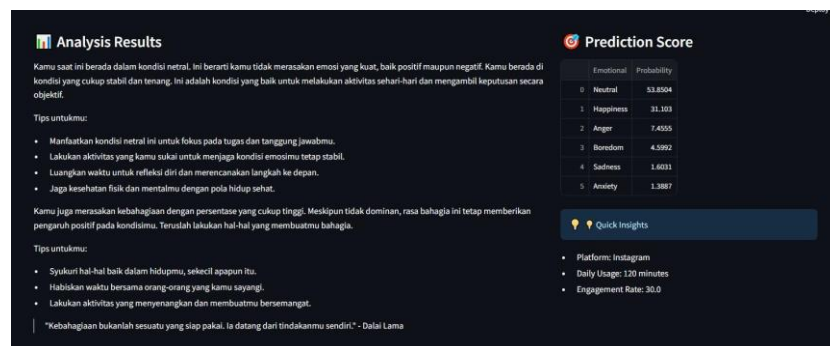 Deploy
Analysis Results
Kamu saat ini berada dalam kondisi netral. Ini berarti kamu tidak merasakan emosi yang kuat, baik positif maupun negatif. Kamu berada di
kondisi yang cukup stabil dan tenang. Ini adalah kondisi yang baik untuk melakukan aktivitas sehari-hari dan mengambil keputusan secara
objektif.
Tips untukmu:
• Manfaatkan kondisi netral ini untuk fokus pada tugas dan tanggung jawabmu.
• Lakukan aktivitas yang kamu sukai untuk menjaga kondisi emosimu tetap stabil.
• Luangkan waktu untuk refleksi diri dan merencanakan langkah ke depan.
• Jaga kesehatan fisik dan mentalmu dengan pola hidup sehat.
Kamu juga merasakan kebahagiaan dengan persentase yang cukup tinggi. Meskipun tidak dominan, rasa bahagia ini tetap memberikan
pengaruh positif pada kondisimu. Teruslah lakukan hal-hal yang membuatmu bahagia.
Tips untukmu:
• Syukuri hal-hal baik dalam hidupmu, sekecil apapun itu.
• Habiskan waktu bersama orang-orang yang kamu sayangi.
• Lakukan aktivitas yang menyenangkan dan membuatmu bersemangat.
"Kebahagiaan bukanlah sesuatu yang siap pakai. Ia datang dari tindakanmu sendiri." - Dalai Lama
Prediction Score
Emotional Probability
0 Neutral 53.8504
1 Happiness 31.103
2 Anger 7.4555
3 Boredom 4.5992
4 Sadness 1.6031
5 Anxiety 1.3887
Quick Insights
• Platform: Instagram
• Daily Usage: 120 minutes
• Engagement Rate: 30.0